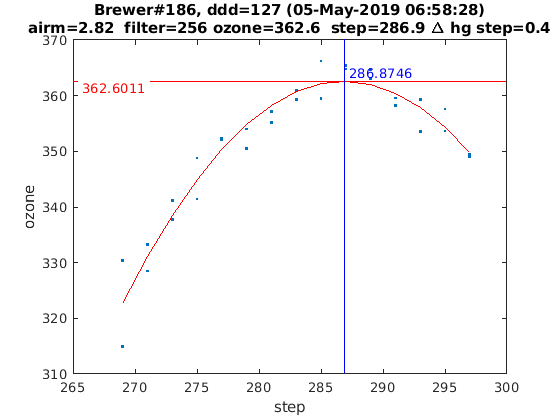 Brewer#186, ddd=127 (05-May-2019 06:58:28)
airm=2.82 filter=256 ozone=362.6 step=286.9 Δ hg step=0.4
370
286.8746
362.6011
360
350
340
330
320
310
ozone
265 270 275 280 285 290 295 300
step